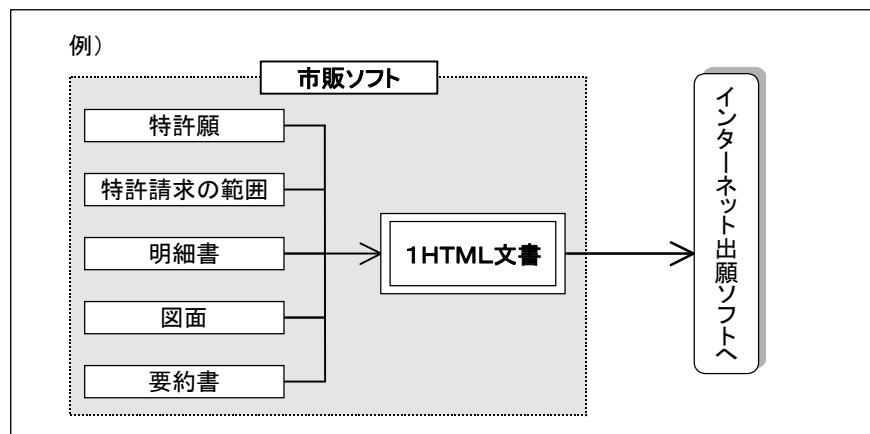 例）
市販ソフト
特許願
特許請求の範囲
明細書
図面
要約書
１HTML文書
インターネット出願ソフトへ